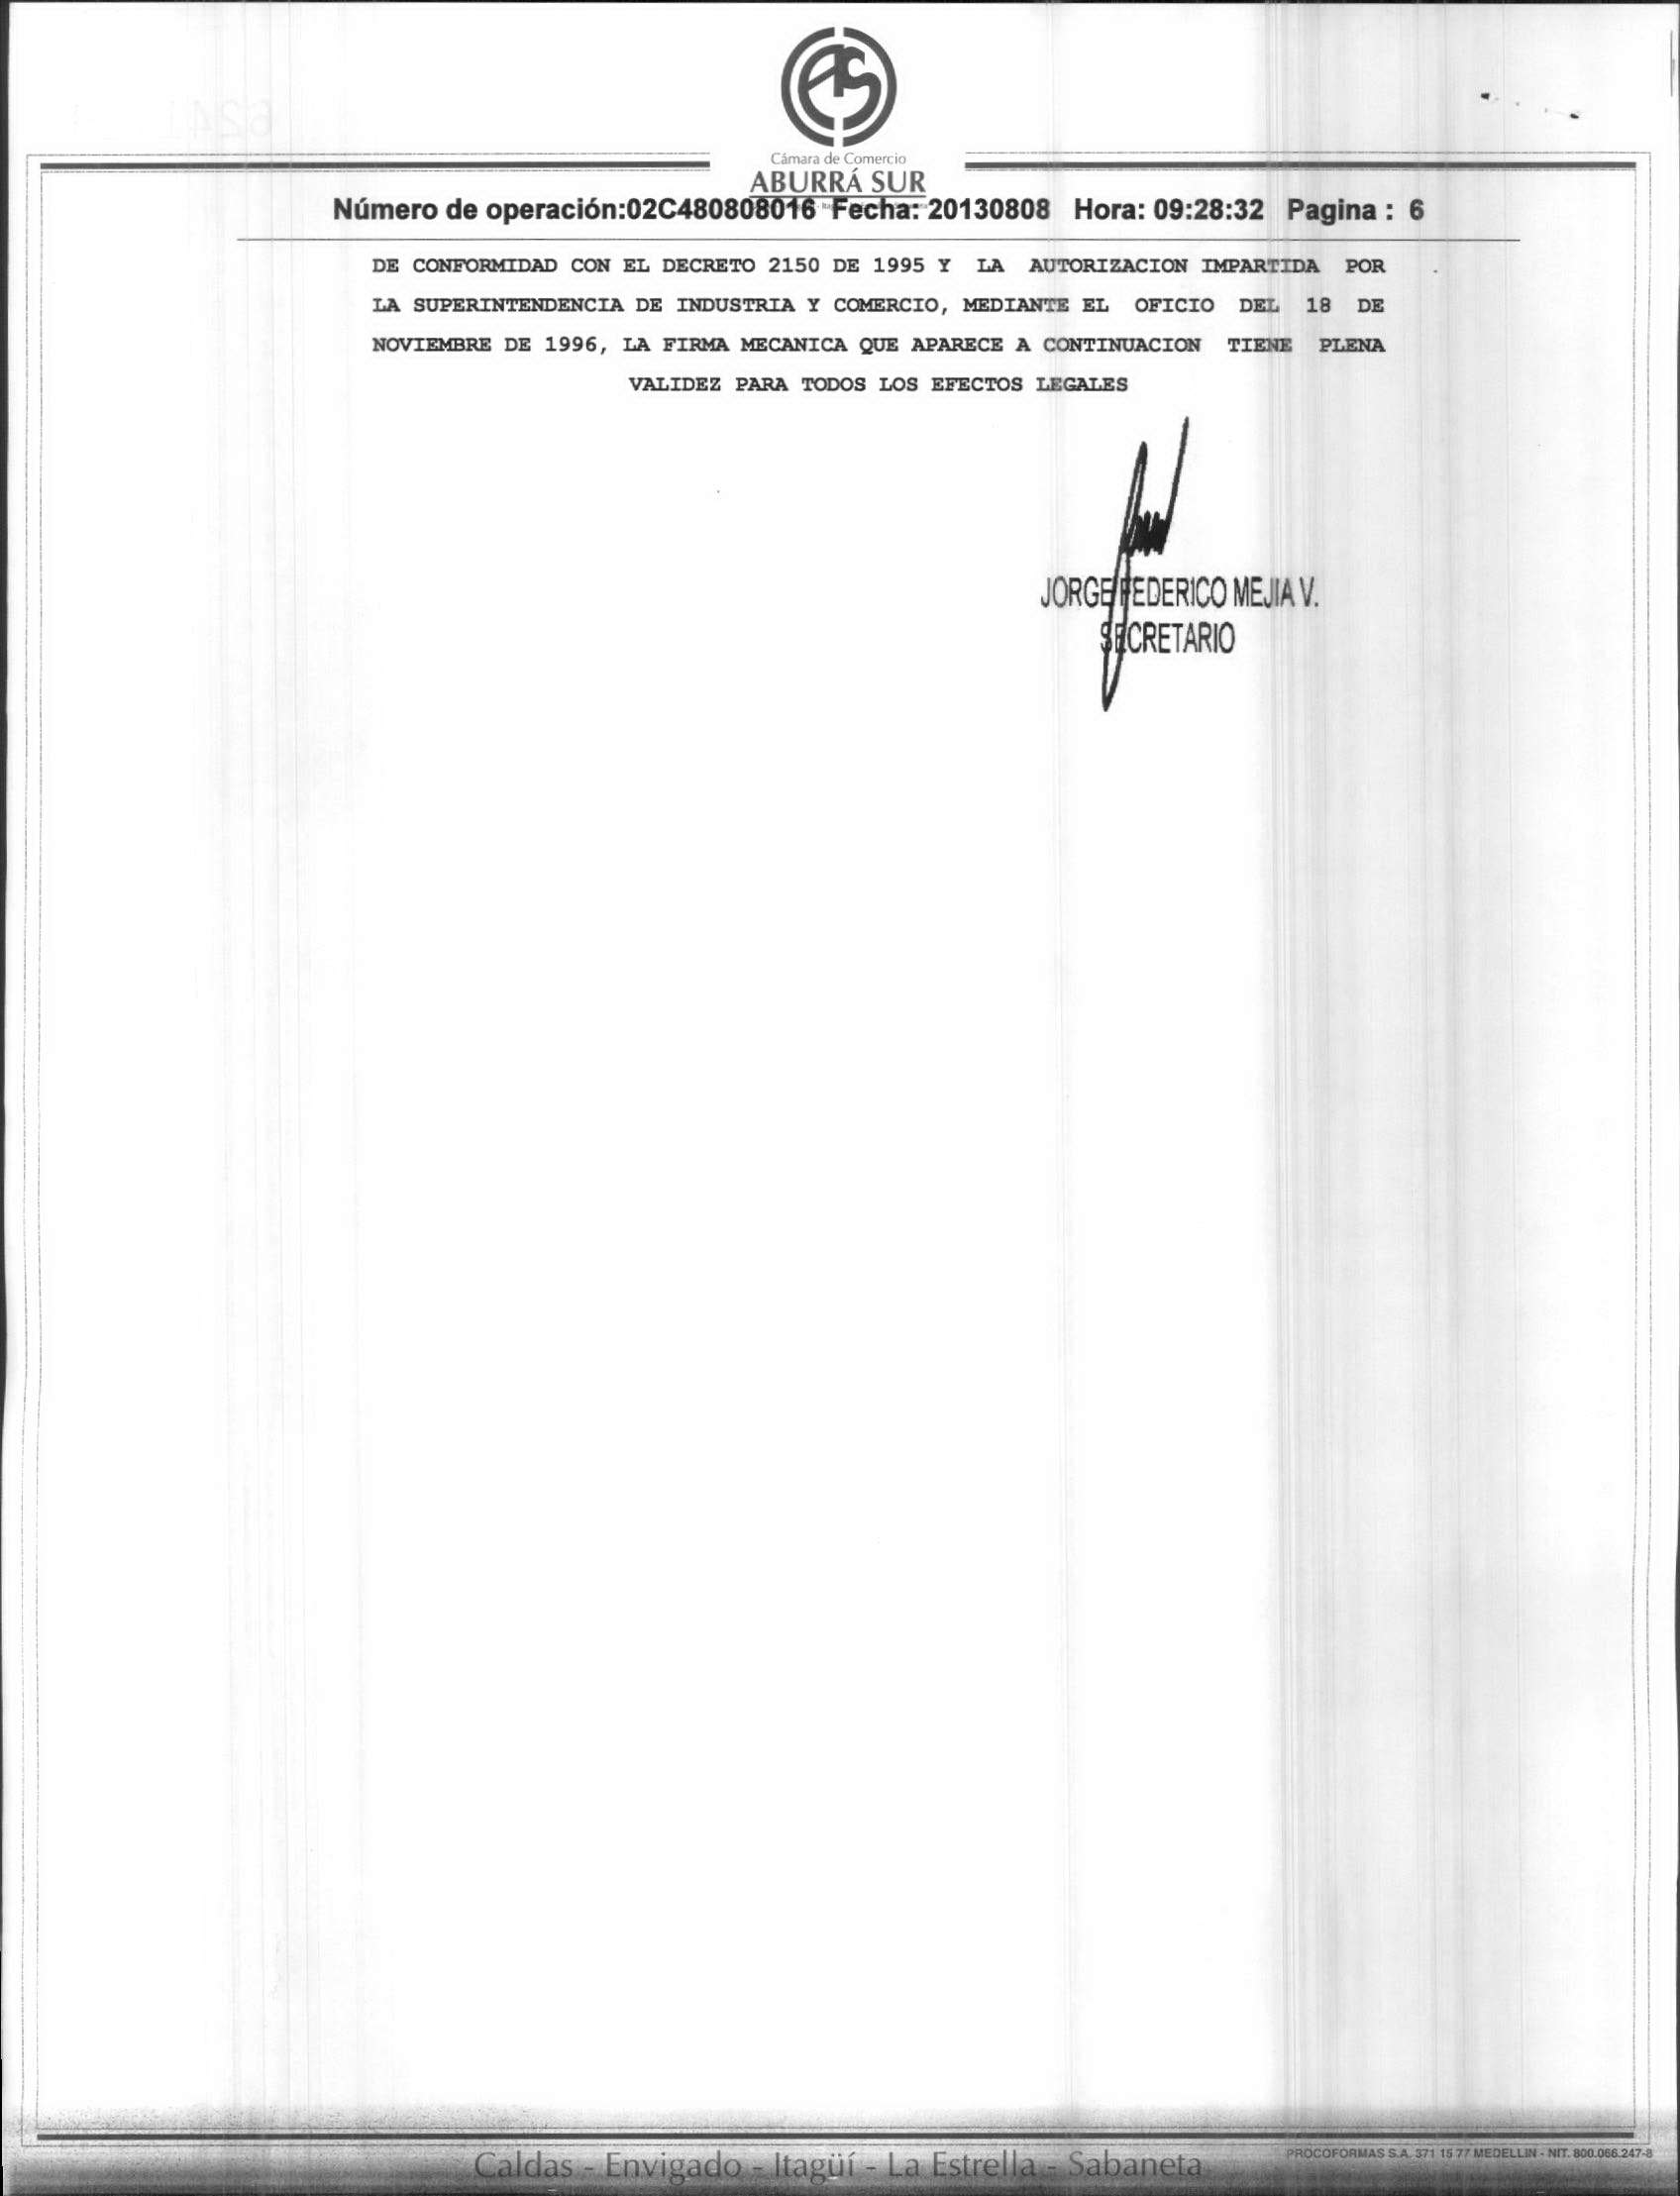 AS
Cámara de Comercio
ABURRÁ SUR
Número de operación:02C480808016 Fecha: 20130808 Hora: 09:28:32 Pagina : 6
DE CONFORMIDAD CON EL DECRETO 2150 DE 1995 Y LA AUTORIZACION IMPARTIDA POR
LA SUPERINTENDENCIA DE INDUSTRIA Y COMERCIO, MEDIANTE EL OFICIO DEL 18 DE
NOVIEMBRE DE 1996, LA FIRMA MECANICA QUE APARECE A CONTINUACION TIENE PLENA
VALIDEZ PARA TODOS LOS EFECTOS LEGALES
JORGE FEDERICO MEJIA V.
SECRETARIO
Caldas - Envigado - Itagüí - La Estrella - Sabaneta
PROCOFORMAS S.A. 371 15 77 MEDELLIN - NIT. 800.066.247-8